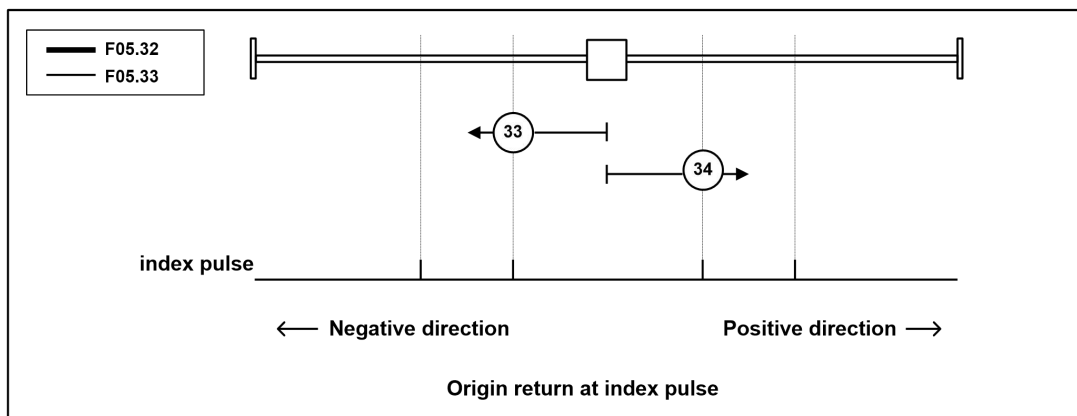 F05.32
F05.33
33
34
index pulse
Negative direction
Positive direction
Origin return at index pulse